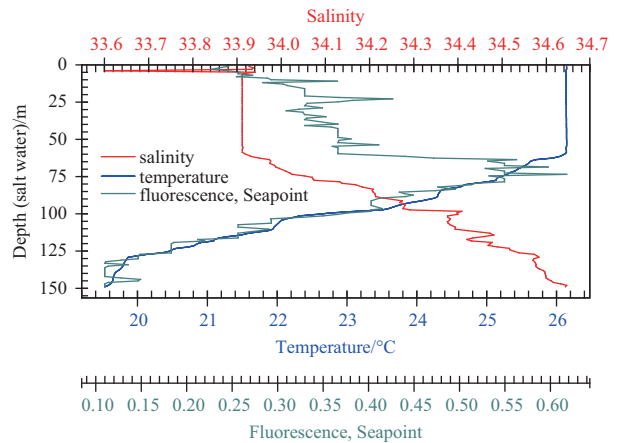 Salinity
33.6 33.7 33.8 33.9 34.0 34.1 34.2 34.3 34.4 34.5 34.6 34.7
0
25
50
75
100
125
150
Depth (salt water)/m
salinity
temperature
fluorescence, Seapoint
20 21 22 23 24 25 26
Temperature/°C
0.10 0.15 0.20 0.25 0.30 0.35 0.40 0.45 0.50 0.55 0.60
Fluorescence, Seapoint